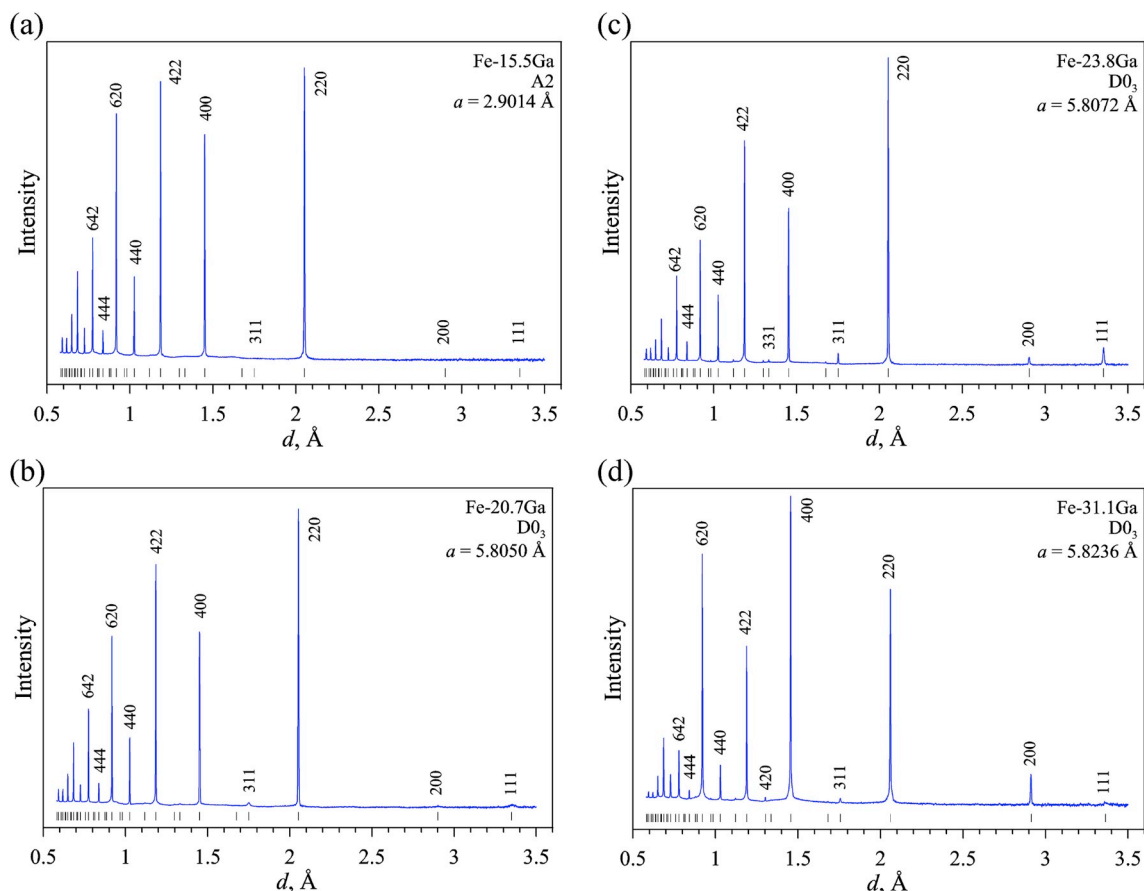 (a)
Fe-15.5Ga
A2
a = 2.9014 Å
Intensity
642
444
620
440
422
400
311
220
200
111
0.5 1 1.5 2 2.5 3 3.5
d, Å
(b)
Fe-20.7Ga
D0₃
a = 5.8050 Å
Intensity
642
444
620
440
422
400
311
220
200
111
0.5 1 1.5 2 2.5 3 3.5
d, Å
(c)
Fe-23.8Ga
D0₃
a = 5.8072 Å
Intensity
642
444
620
440
422
331
400
311
220
200
111
0.5 1 1.5 2 2.5 3 3.5
d, Å
(d)
Fe-31.1Ga
D0₃
a = 5.8236 Å
Intensity
642
444
620
440
422
420
400
311
220
200
111
0.5 1 1.5 2 2.5 3 3.5
d, Å